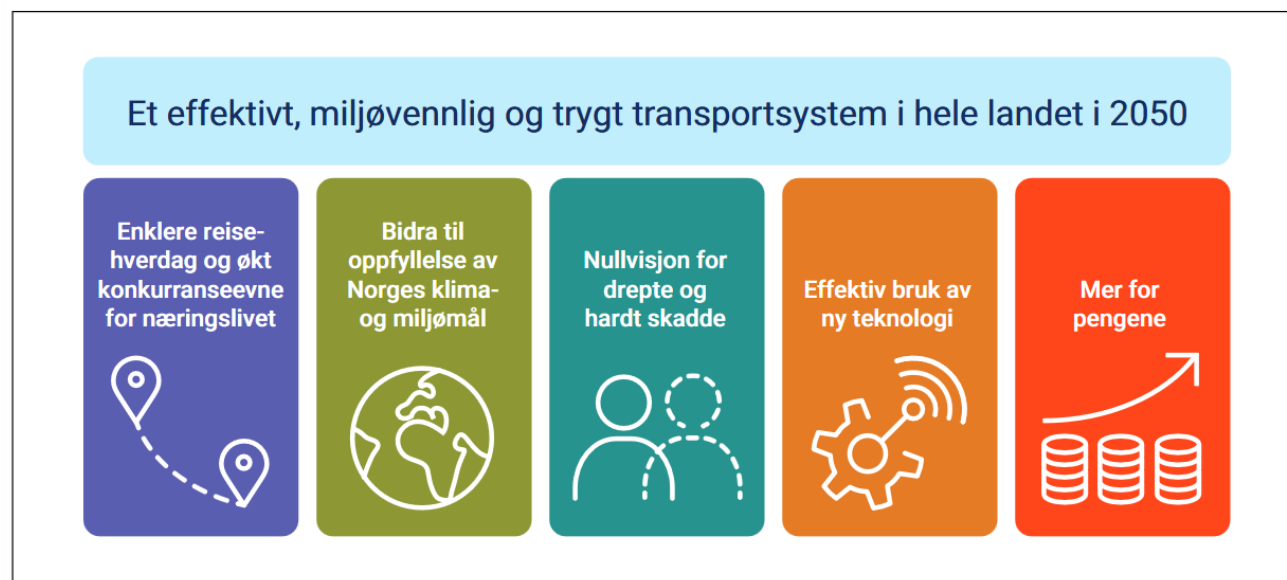 Et effektivt, miljøvennlig og trygt transportsystem i hele landet i 2050
Enklere reise-
hverdag og økt
konkurranseevne
for næringslivet
Bidra til
oppfyllelse av
Norges klima-
og miljømål
Nullvisjon for
drepte og
hardt skadde
Effektiv bruk av
ny teknologi
Mer for
pengene